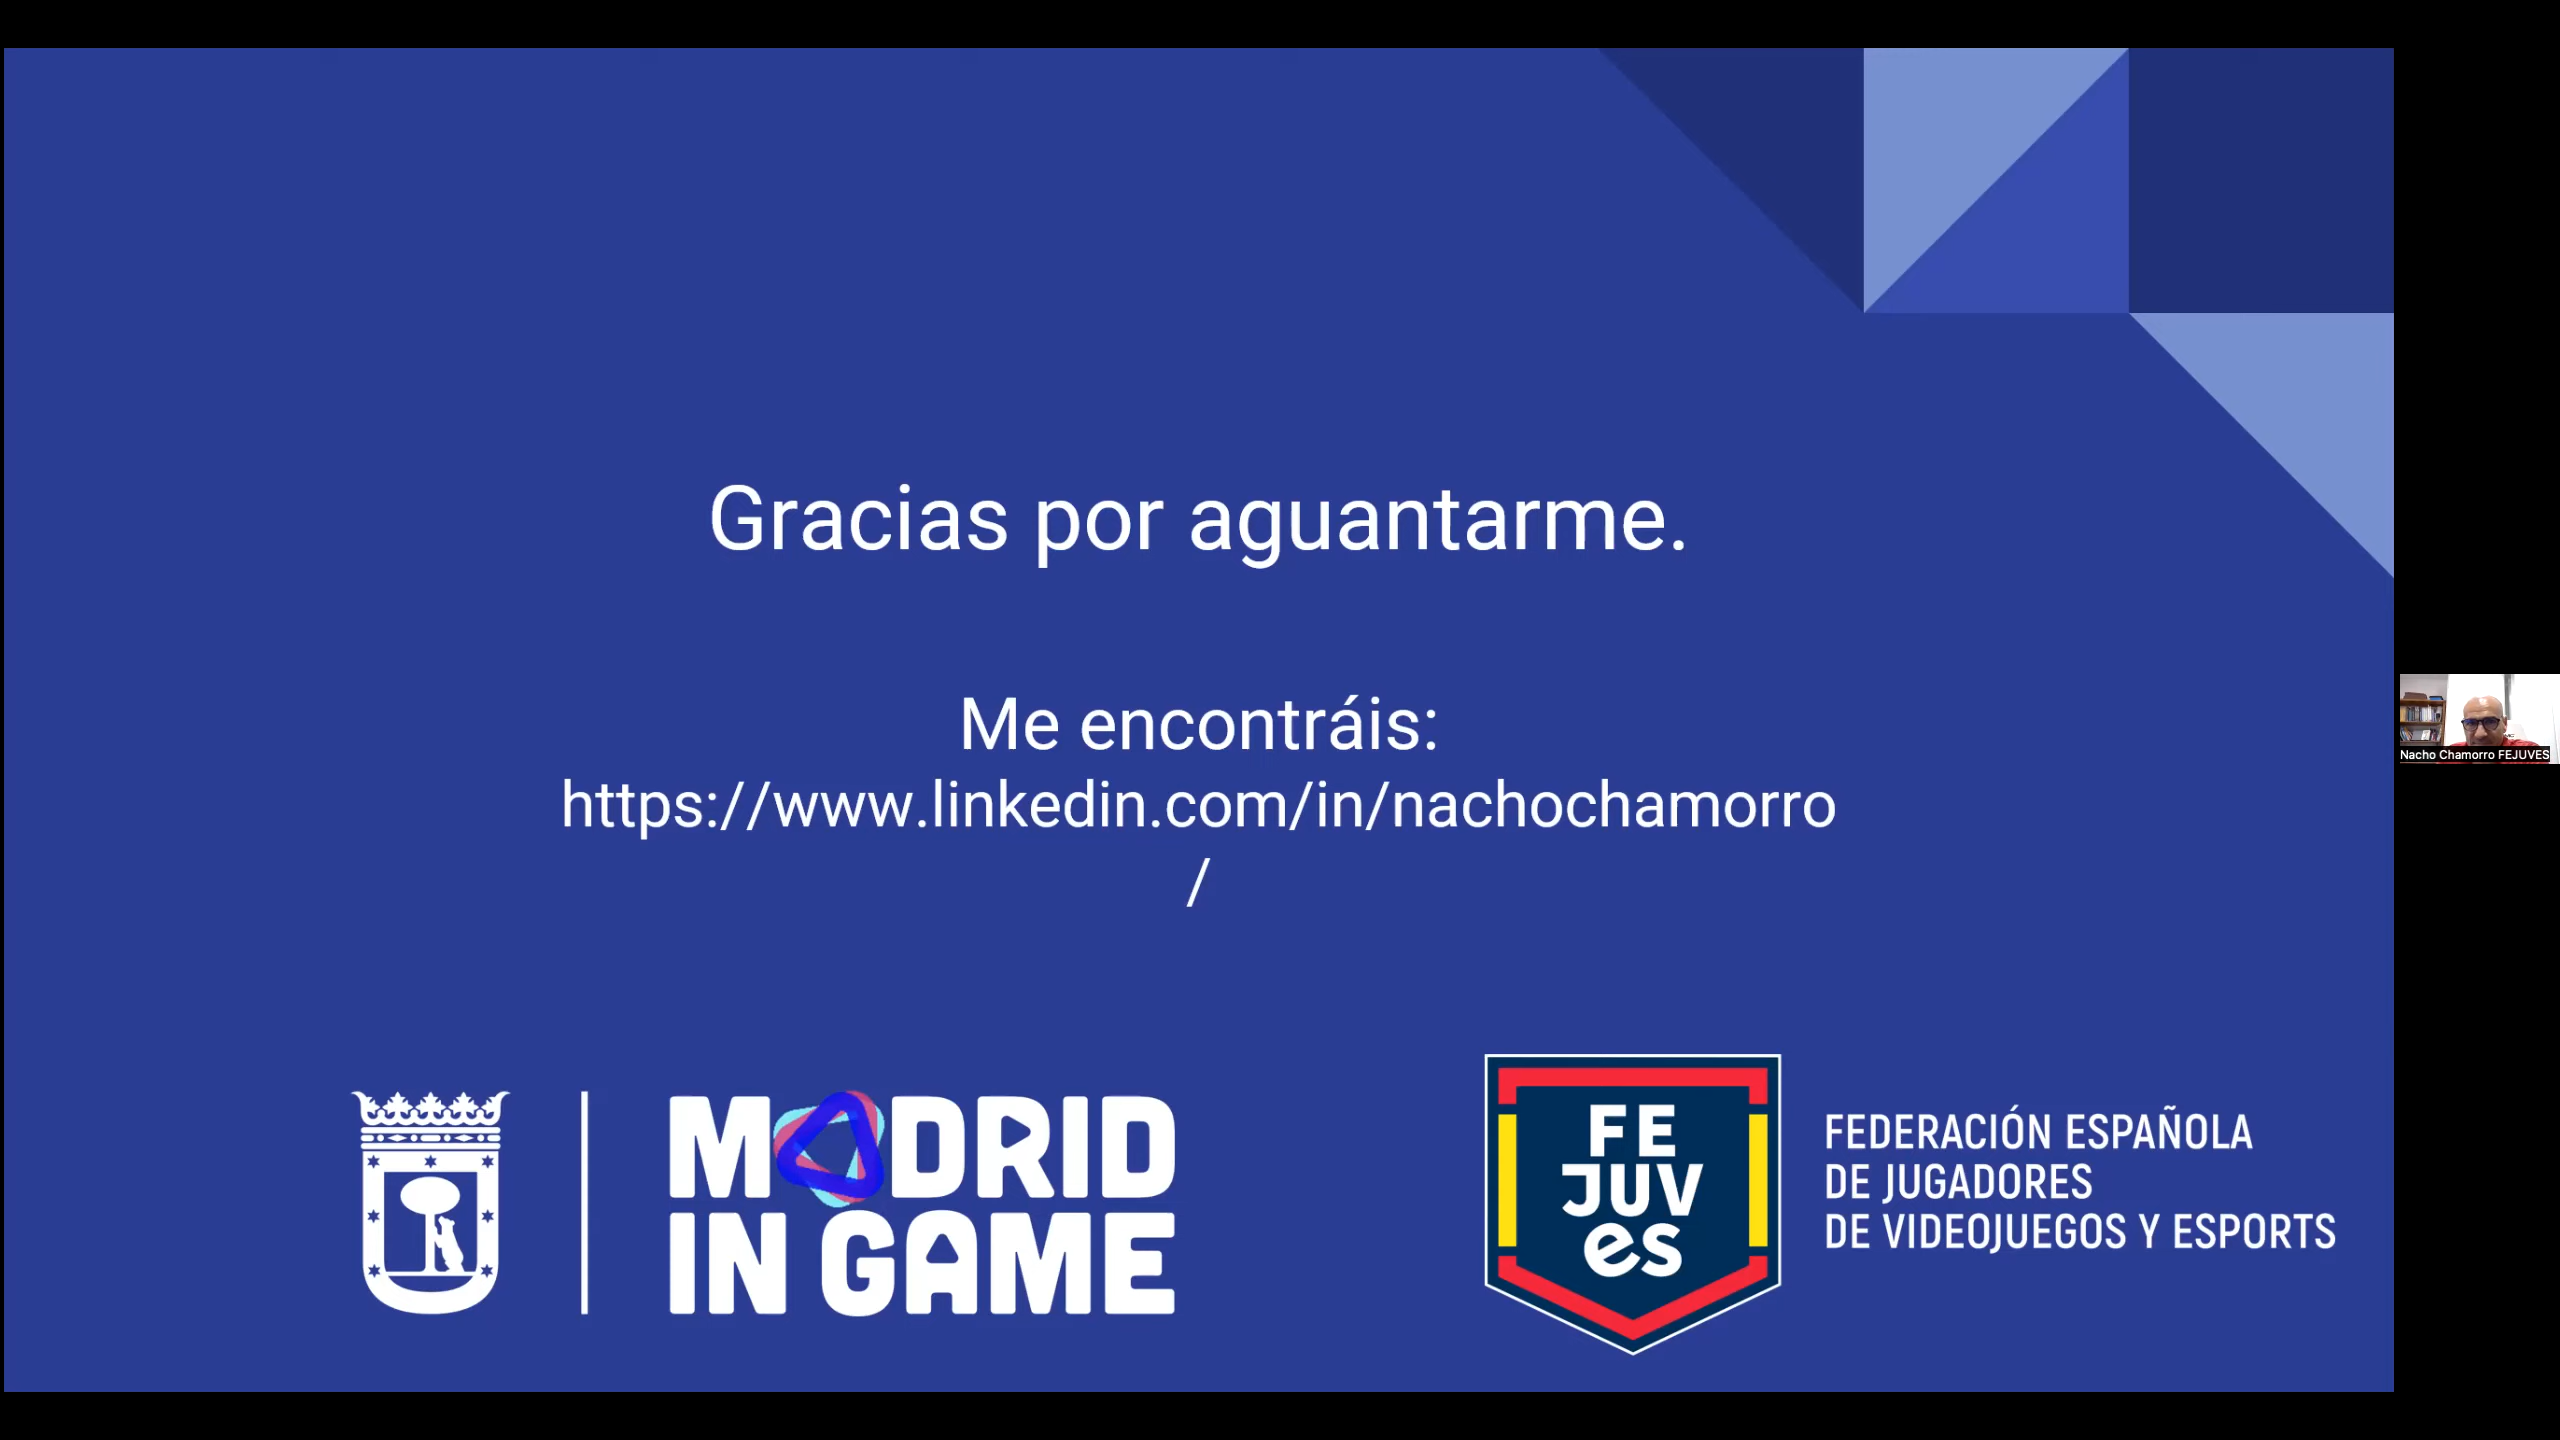 Gracias por aguantarme.
Me encontráis:
https://www.linkedin.com/in/nachochamorro
/
Nacho Chamorro FEJUVES
MADRID
IN GAME
FE
JUV
es
FEDERACIÓN ESPAÑOLA
DE JUGADORES
DE VIDEOJUEGOS Y ESPORTS